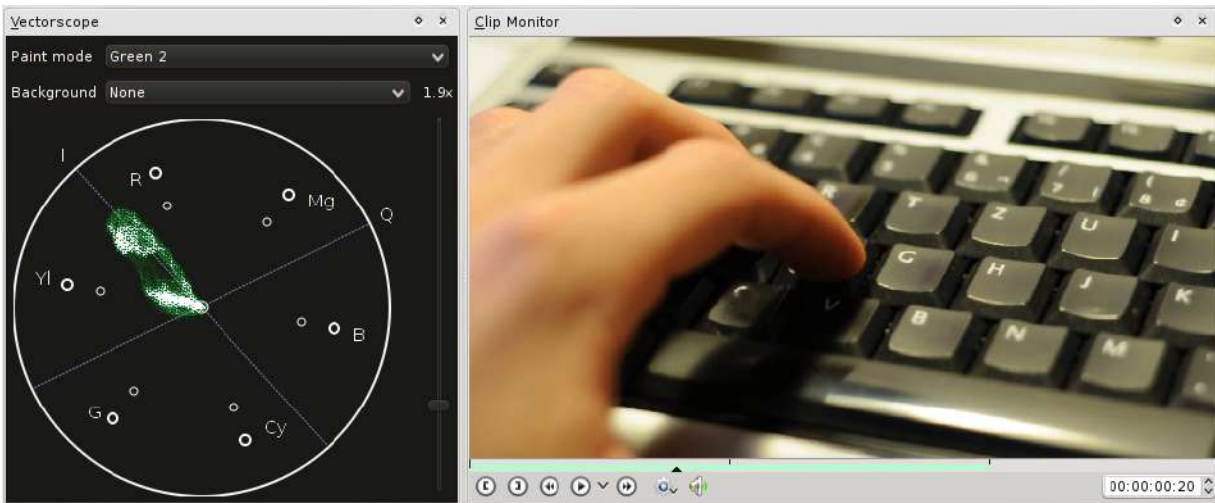 Vectorscope
Paint mode Green 2
Background None 1.9x
I
R
Mg
Q
Yl
B
G
Cy
Clip Monitor
R T Z U I
G H J K
V B N M
00:00:00:20